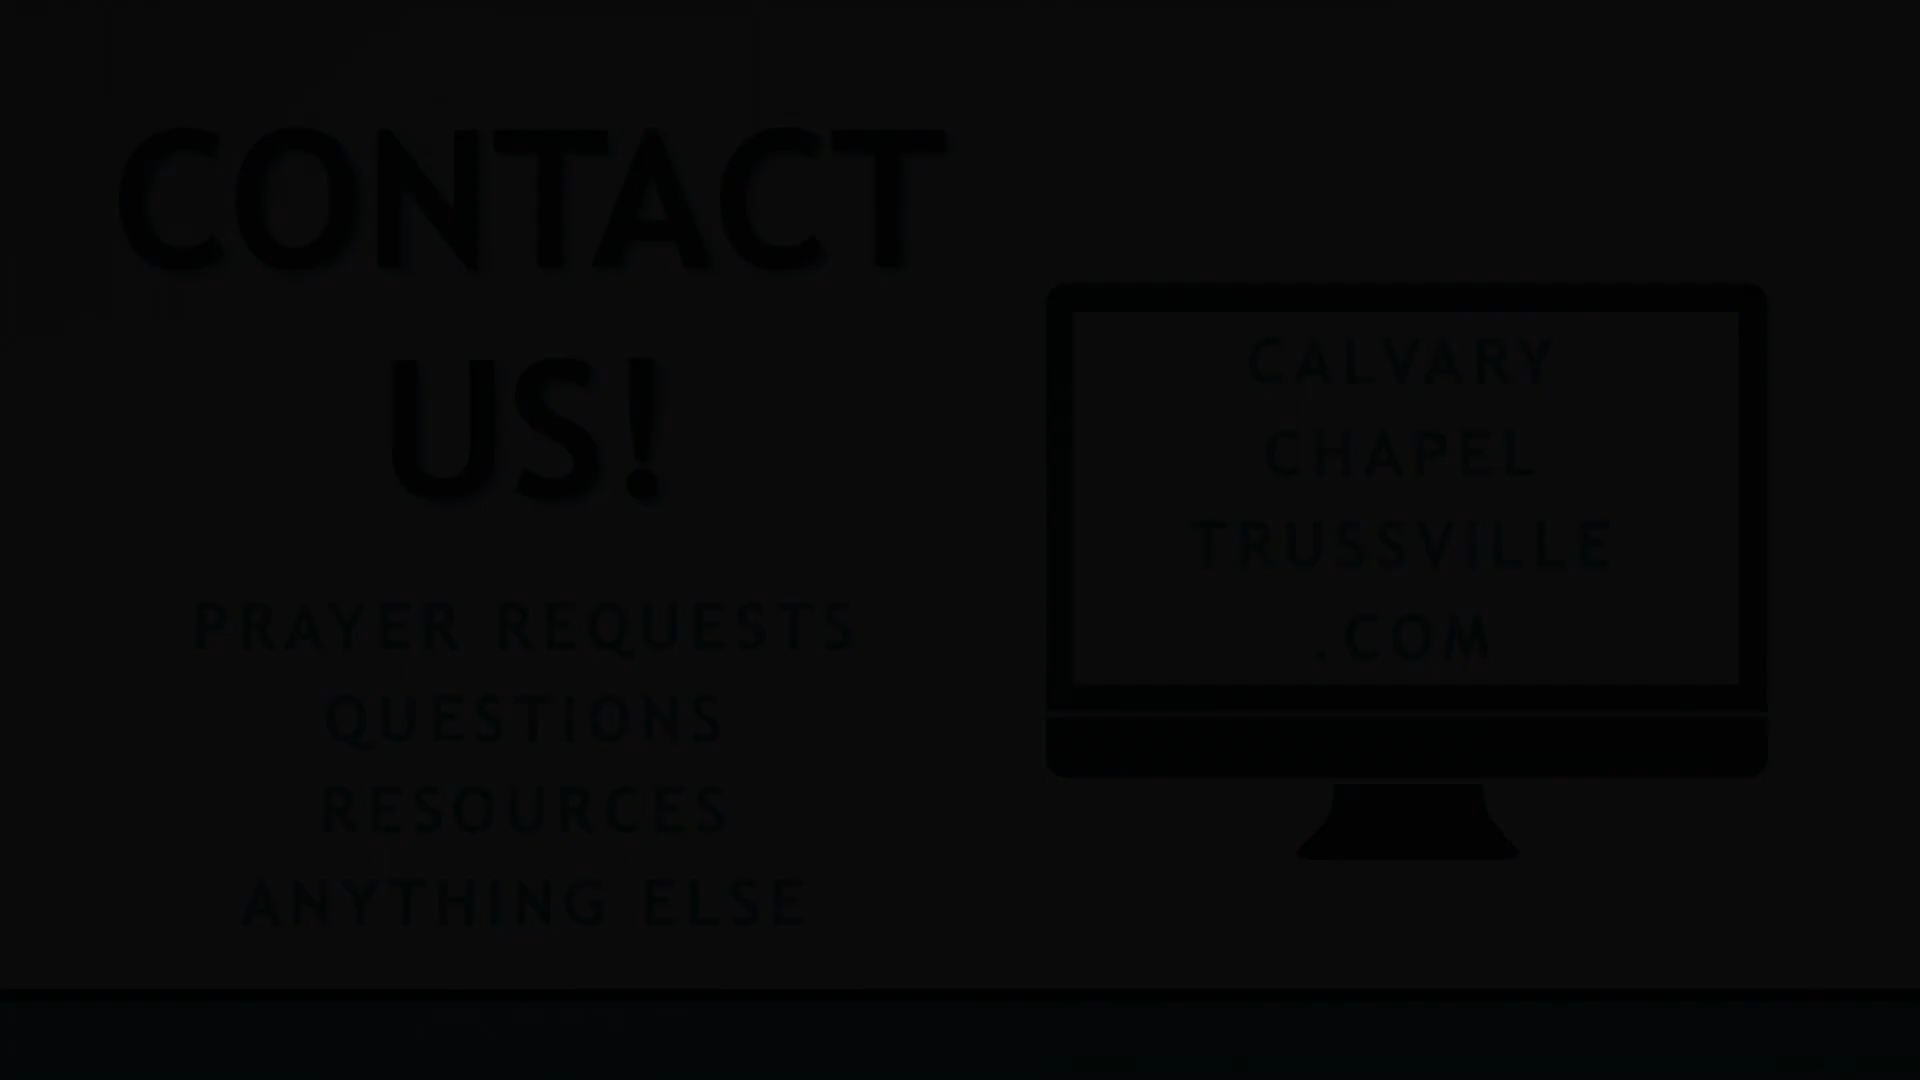 CONTACT
US!
PRAYER REQUESTS
QUESTIONS
RESOURCES
ANYTHING ELSE
CALVARY
CHAPEL
TRUSSVILLE
.COM